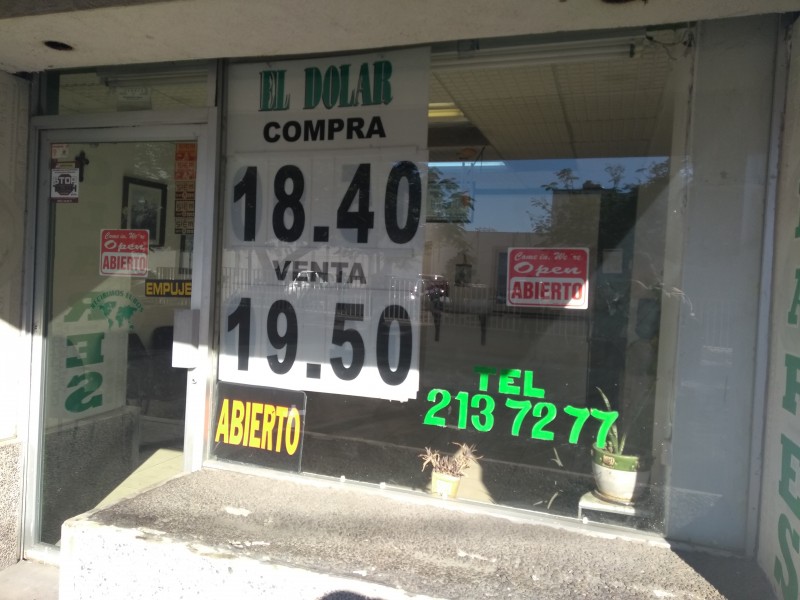 EL DOLAR
COMPRA
18.40
VENTA
19.50
ABIERTO
TEL
213 72 77
Come in, We're
Open
ABIERTO
Come in, We're
Open
ABIERTO
EMPUJE
STOP